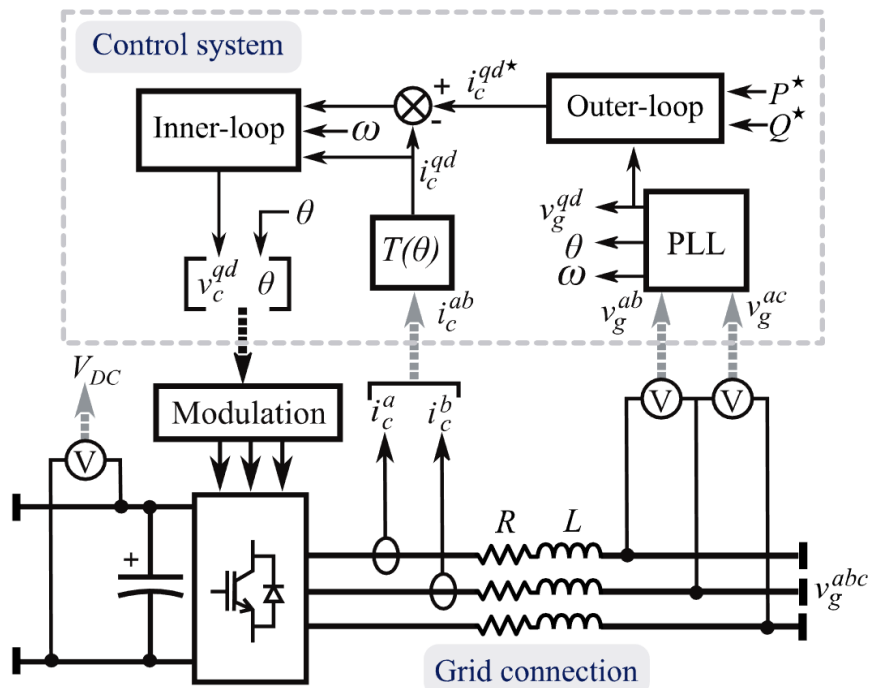 Control system
i_c^{qd★}
P★
Q★
Outer-loop
Inner-loop
ω
+
-
i_c^{qd}
v_g^{qd}
θ
ω
PLL
θ
T(θ)
v_c^{qd} θ
i_c^{ab}
v_g^{ab}
v_g^{ac}
V_{DC}
Modulation
i_c^a
i_c^b
V
V
V
+
R
L
v_g^{abc}
Grid connection